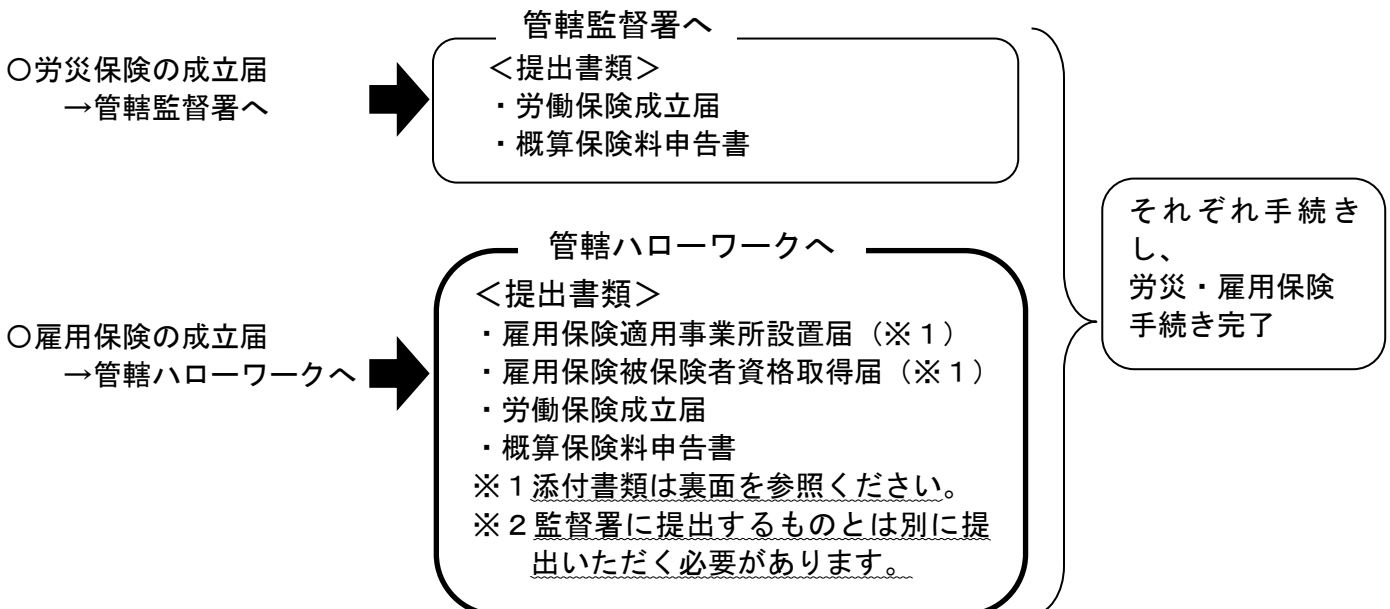 管轄監督署へ
〇労災保険の成立届
→管轄監督署へ
＜提出書類＞
・労働保険成立届
・概算保険料申告書
管轄ハローワークへ
〇雇用保険の成立届
→管轄ハローワークへ
＜提出書類＞
・雇用保険適用事業所設置届（※１）
・雇用保険被保険者資格取得届（※１）
・労働保険成立届
・概算保険料申告書
※１添付書類は裏面を参照ください。
※２監督署に提出するものとは別に提
出いただく必要があります。
それぞれ手続き
し、
労災・雇用保険
手続き完了